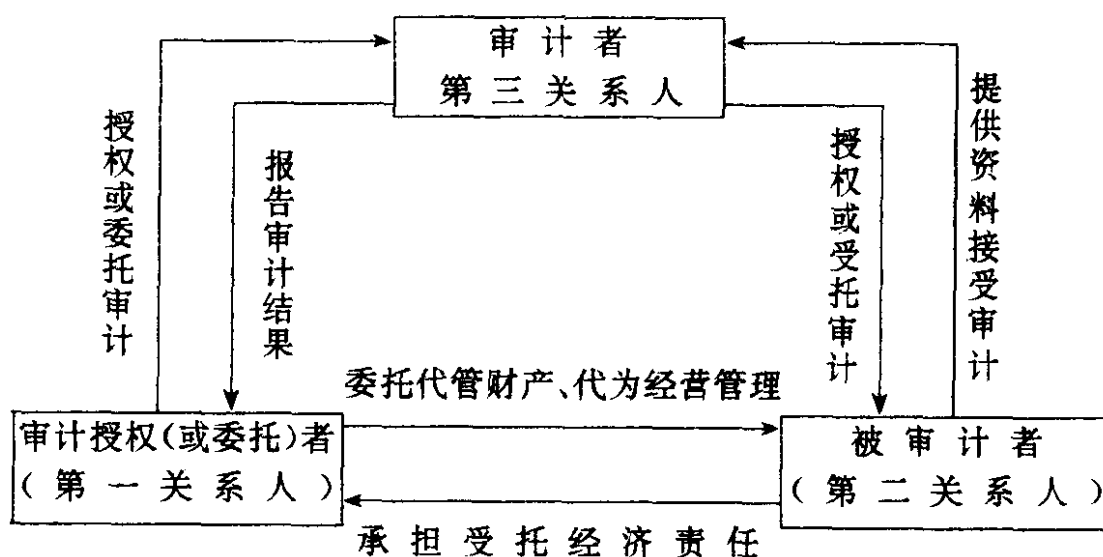 审计者
第三关系人
授权或委托审计
报告审计结果
授权或受托审计
提供资料接受审计
委托代管财产、代为经营管理
审计授权(或委托)者
(第一关系人)
被审计者
(第二关系人)
承担受托经济责任